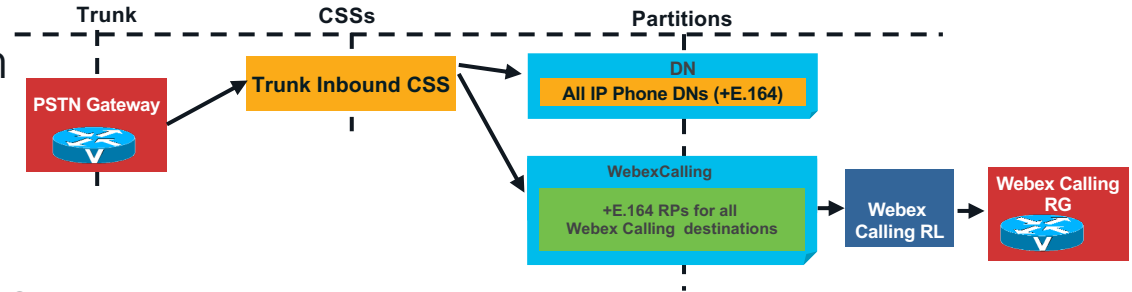 Trunk
CSSs
Partitions
n
PSTN Gateway
V
Trunk Inbound CSS
DN
All IP Phone DNs (+E.164)
WebexCalling
+E.164 RPs for all
Webex Calling destinations
Webex
Calling RL
Webex Calling
RG
V